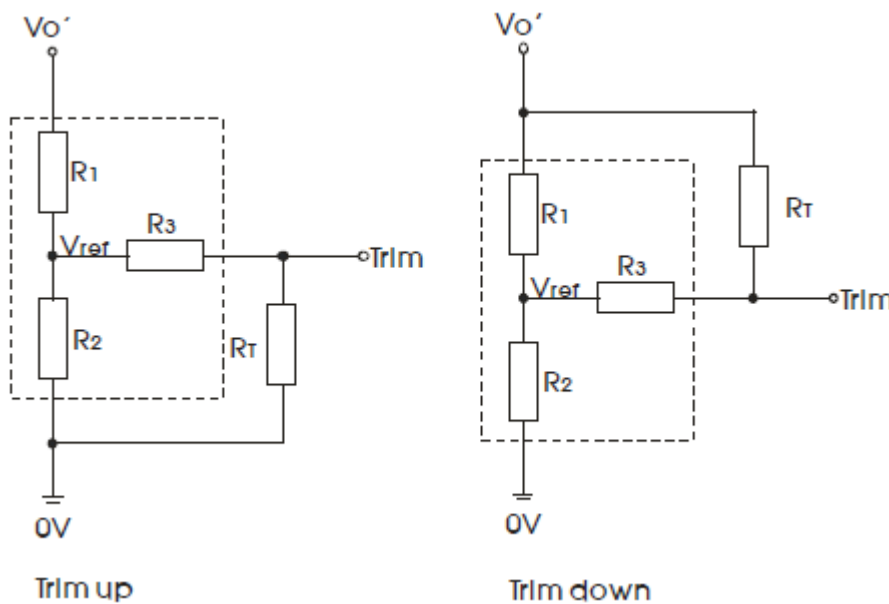 Vo'
R1
R3
Vref
Trim
R2
RT
0V
Trim up
Vo'
R1
RT
R3
Vref
Trim
R2
0V
Trim down